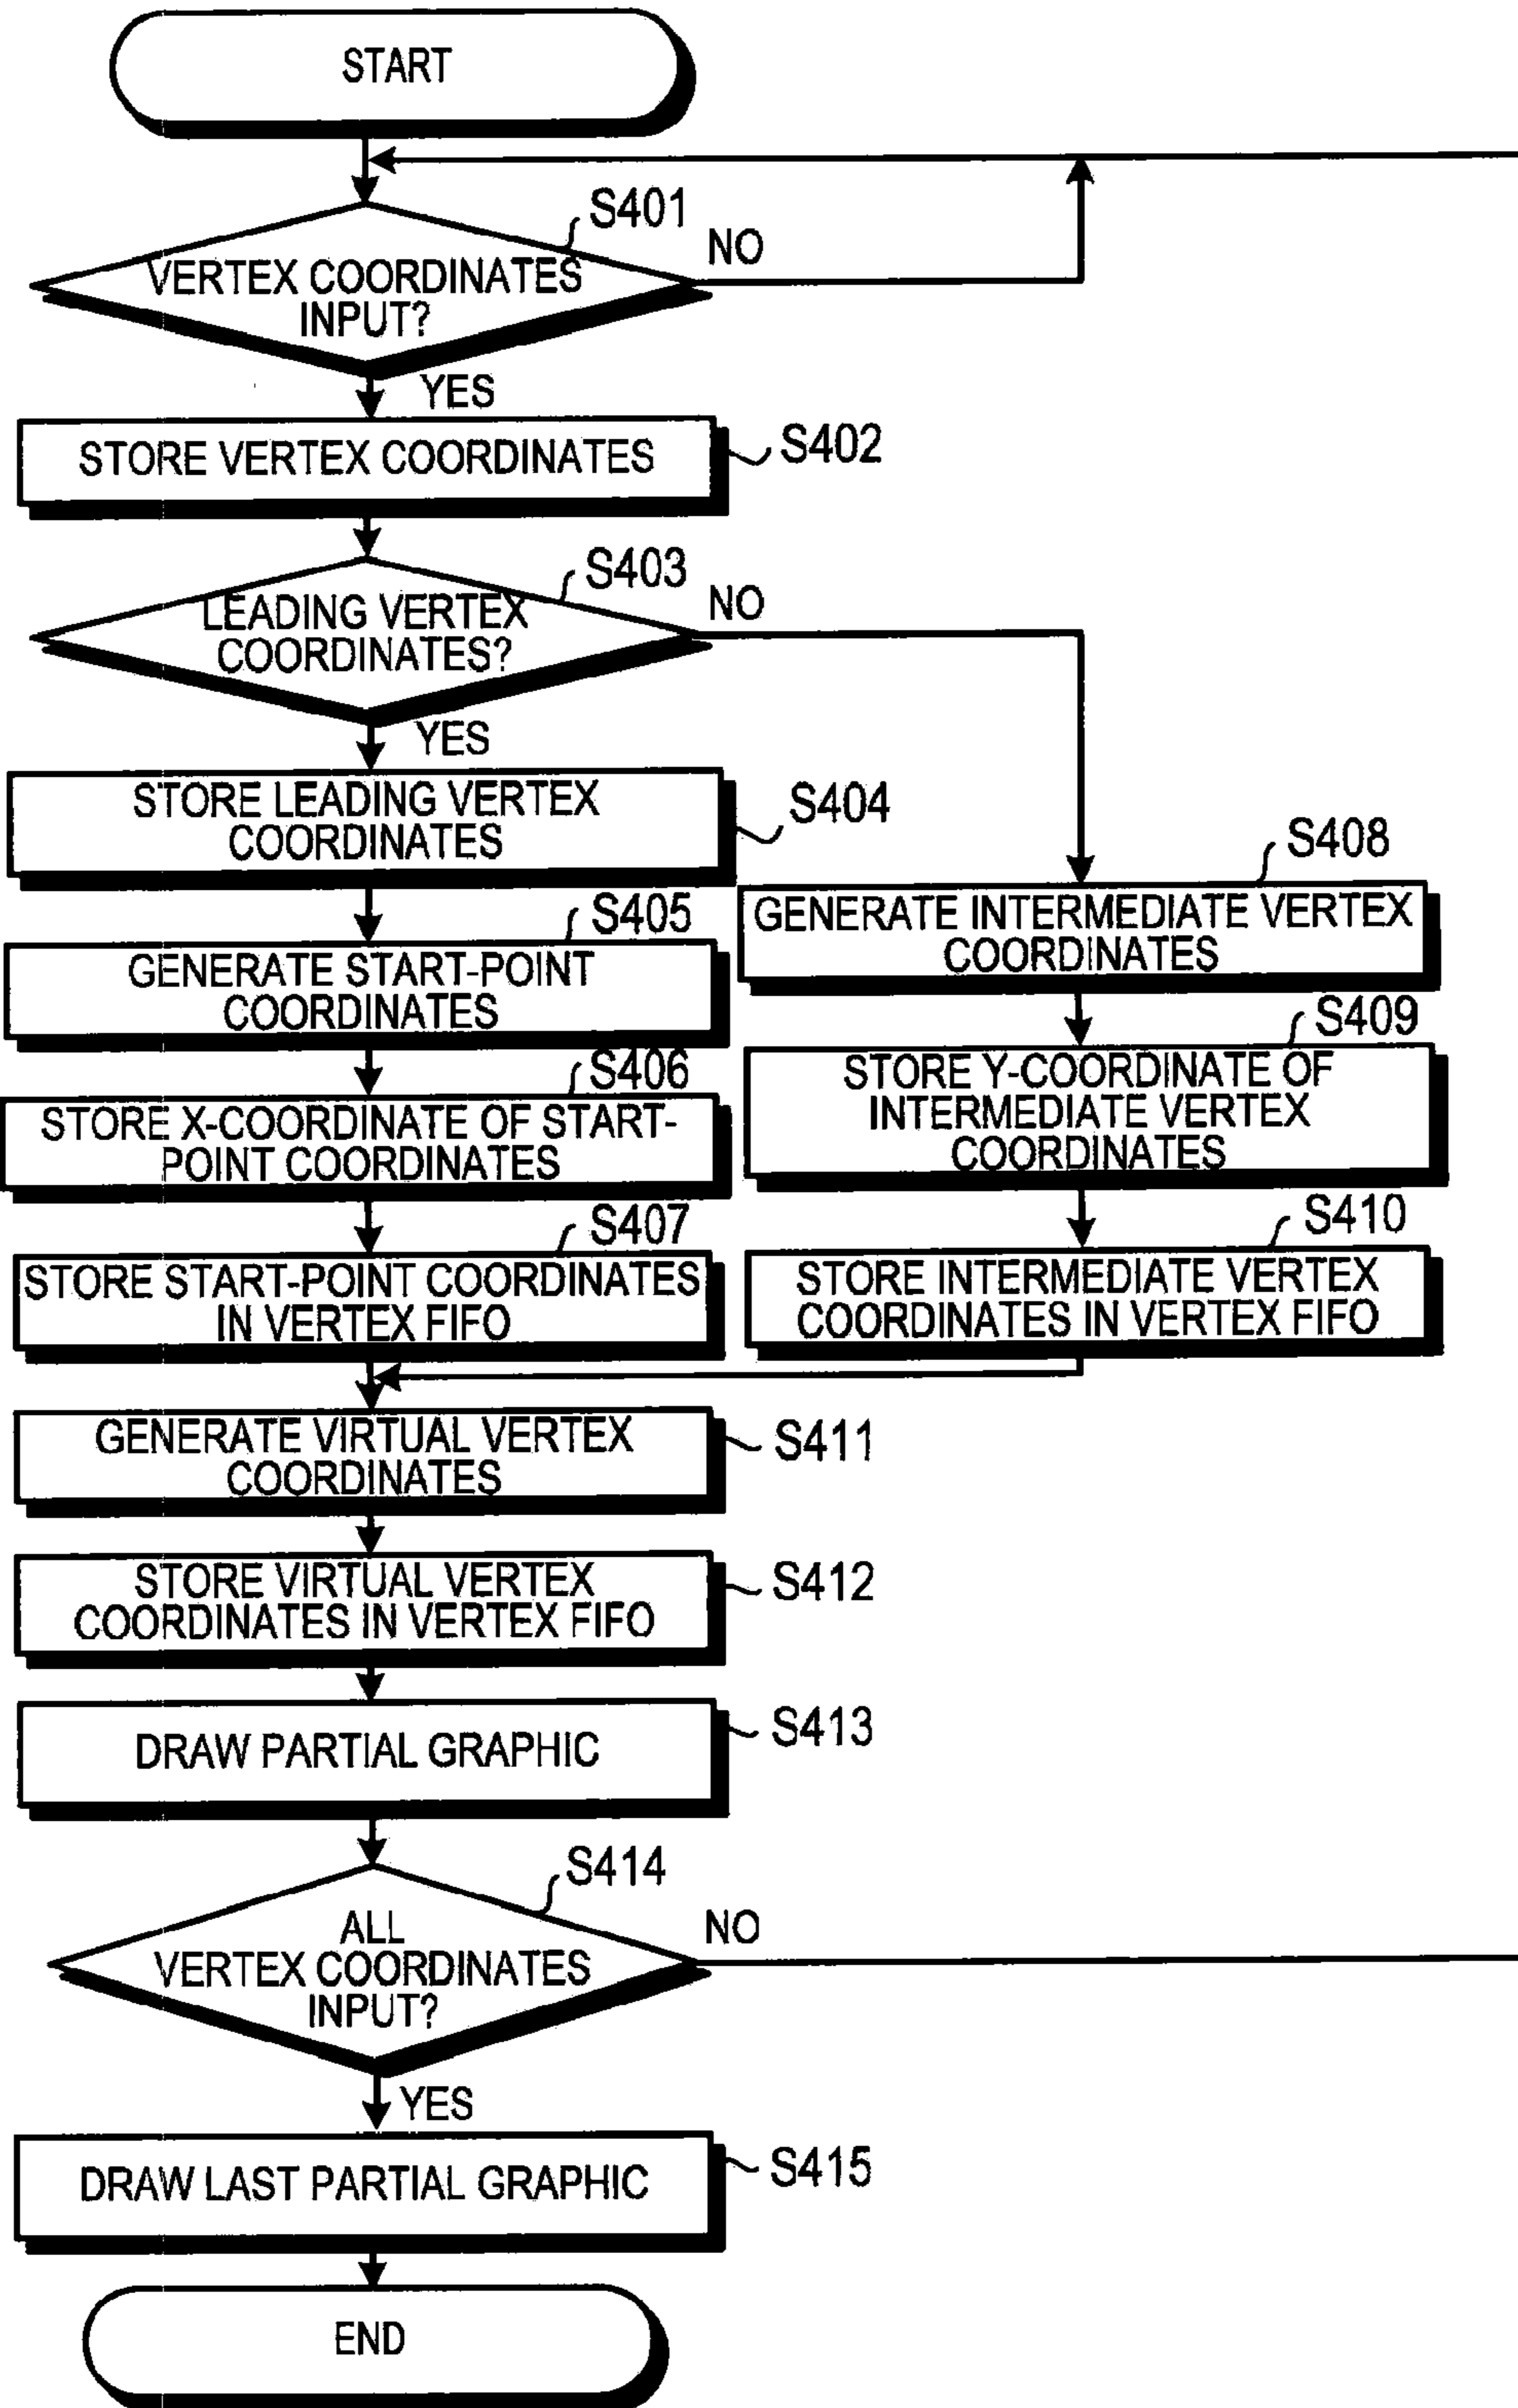 START
S401
NO
VERTEX COORDINATES
INPUT?
YES
STORE VERTEX COORDINATES
S402
S403
NO
LEADING VERTEX
COORDINATES?
YES
STORE LEADING VERTEX
COORDINATES
S404
S405
GENERATE START-POINT
COORDINATES
S406
STORE X-COORDINATE OF START-
POINT COORDINATES
S407
STORE START-POINT COORDINATES
IN VERTEX FIFO
S408
GENERATE INTERMEDIATE VERTEX
COORDINATES
S409
STORE Y-COORDINATE OF
INTERMEDIATE VERTEX
COORDINATES
S410
STORE INTERMEDIATE VERTEX
COORDINATES IN VERTEX FIFO
GENERATE VIRTUAL VERTEX
COORDINATES
S411
STORE VIRTUAL VERTEX
COORDINATES IN VERTEX FIFO
S412
DRAW PARTIAL GRAPHIC
S413
S414
NO
ALL
VERTEX COORDINATES
INPUT?
YES
DRAW LAST PARTIAL GRAPHIC
S415
END